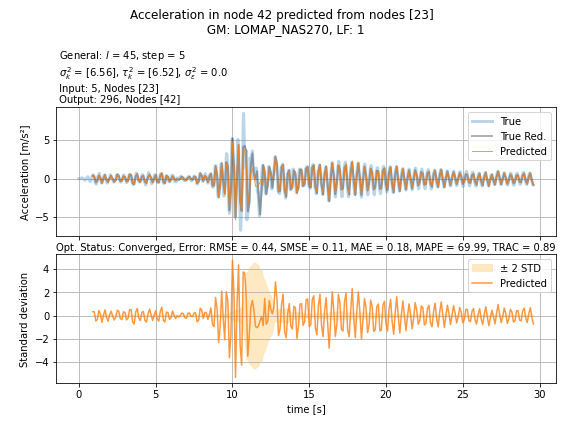 Acceleration in node 42 predicted from nodes [23]
GM: LOMAP_NAS270, LF: 1
General: l = 45, step = 5
σ²ₖ = [6.56], τ²ₖ = [6.52], σ²ε = 0.0
Input: 5, Nodes [23]
Output: 296, Nodes [42]
Acceleration [m/s²]
5
0
−5
True
True Red.
Predicted
Opt. Status: Converged, Error: RMSE = 0.44, SMSE = 0.11, MAE = 0.18, MAPE = 69.99, TRAC = 0.89
Standard deviation
4
2
0
−2
−4
± 2 STD
Predicted
0 5 10 15 20 25 30
time [s]